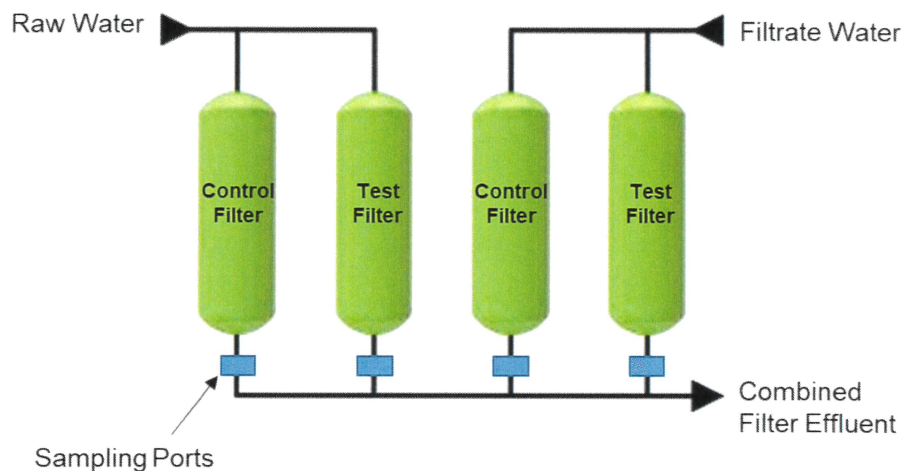 Raw Water
Filtrate Water
Control
Filter
Test
Filter
Control
Filter
Test
Filter
Combined
Filter Effluent
Sampling Ports